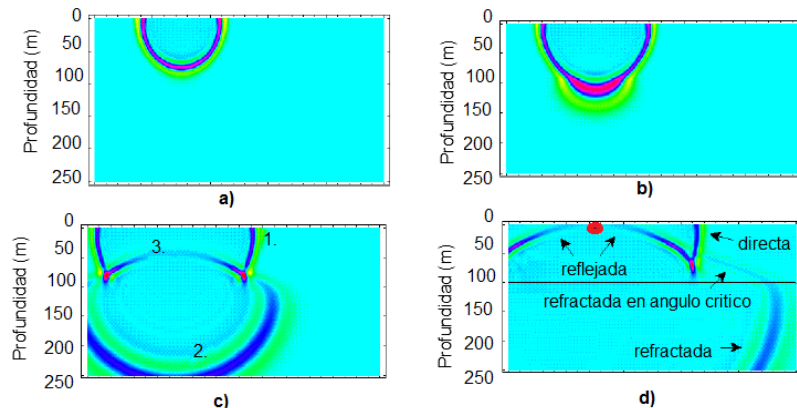 Profundidad (m)
0
50
100
150
200
250
a)
Profundidad (m)
0
50
100
150
200
250
b)
Profundidad (m)
0
50
100
150
200
250
1.
3.
2.
c)
Profundidad (m)
0
50
100
150
200
250
directa
reflejada
refractada en angulo critico
refractada
d)